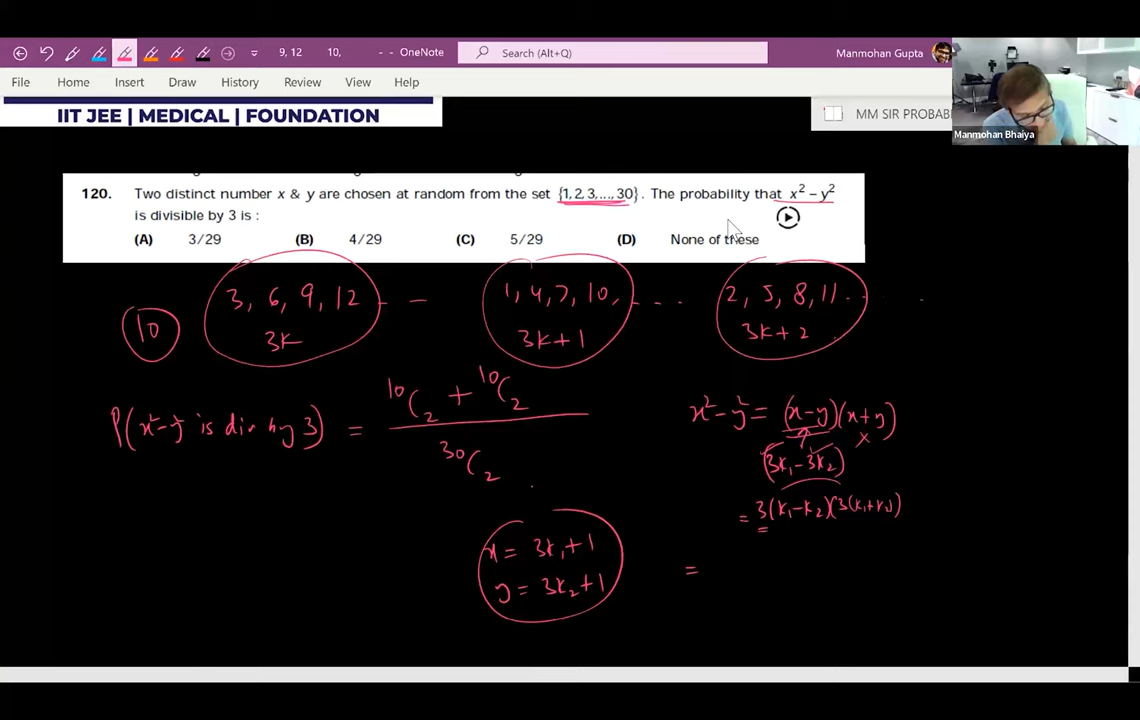 9, 12 10, - - OneNote
Search (Alt+Q)
Manmohan Gupta
File Home Insert Draw History Review View Help
IIT JEE | MEDICAL | FOUNDATION
MM SIR PROBAB
Manmohan Bhaiya
120. Two distinct number x & y are chosen at random from the set {1, 2, 3, ..., 30} . The probability that x² – y²
is divisible by 3 is :
(A) 3/29 (B) 4/29 (C) 5/29 (D) None of these
3, 6, 9, 12 - - 1, 4, 7, 10, .... 2, 5, 8, 11 ...
10 3k 3k + 1 3k + 2
P(x²-y² is div by 3) = ¹⁰C₂ + ¹⁰C₂ / ³⁰C₂
x² - y² = (x-y)(x+y)
x
(3k₁ - 3k₂)
= 3(k₁-k₂)(3(k₁+k₂)
x = 3k₁+1
y = 3k₂+1
=